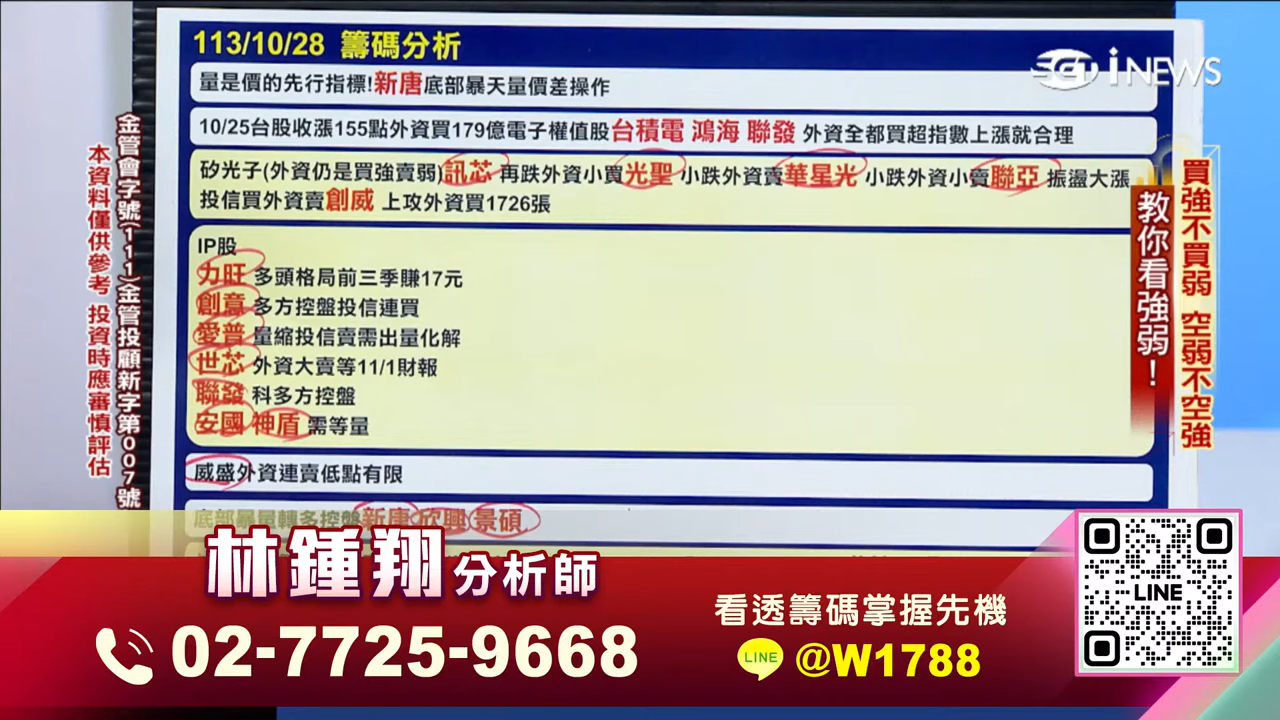 113/10/28 籌碼分析
量是價的先行指標!新唐底部暴天量價差操作
10/25台股收漲155點外資買179億電子權值股台積電 鴻海 聯發 外資全都買超指數上漲就合理
矽光子(外資仍是買強賣弱)訊芯 再跌外資小買光聖 小跌外資賣華星光 小跌外資小賣聯亞 振盪大漲
投信買外資賣創威 上攻外資買1726張
IP股
力旺 多頭格局前三季賺17元
創意 多方控盤投信連買
愛普 量縮投信賣需出量化解
世芯 外資大賣等11/1財報
聯發 科多方控盤
安國 神盾 需等量
威盛外資連賣低點有限
底部暴量轉多控盤新唐 欣興 景碩
SET iNEWS
買強不買弱 空弱不空強
教你看強弱！
金管會字號(111)金管投顧新字第007號
本資料僅供參考 投資時應審慎評估
林鍾翔 分析師
02-7725-9668
看透籌碼掌握先機
LINE @W1788
LINE